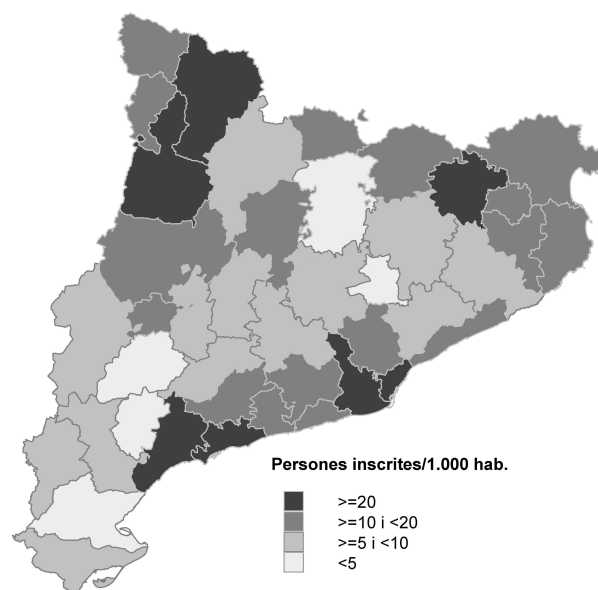 Persones inscrites/1.000 hab.
>=20
>=10 i <20
>=5 i <10
<5